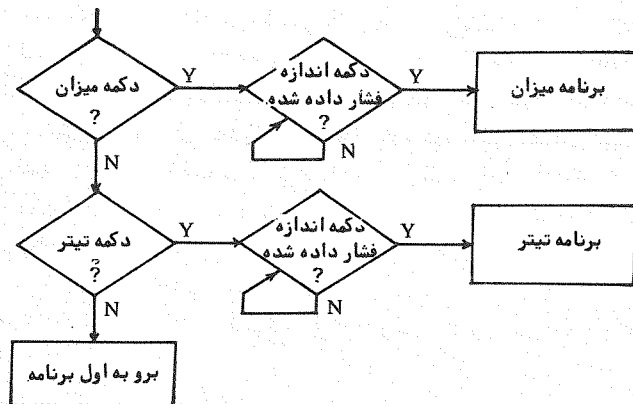 دکمه میزان
?
Y
دکمه اندازه
فشار داده شده
?
Y
برنامه میزان
N
N
دکمه تیتر
?
Y
دکمه اندازه
فشار داده شده
?
Y
برنامه تیتر
N
N
برو به اول برنامه